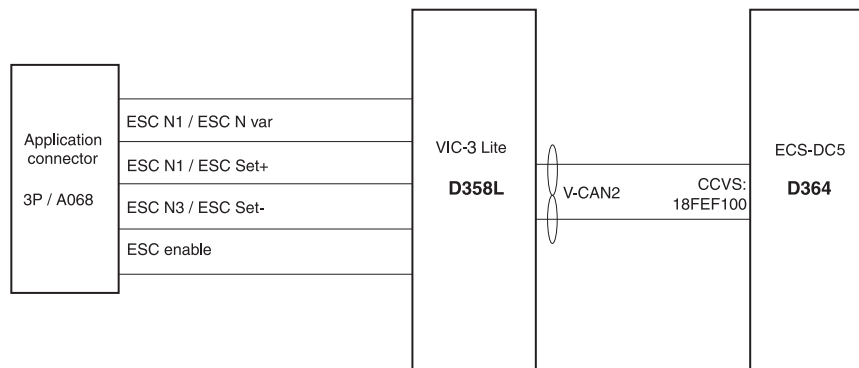 Application
connector
3P / A068
ESC N1 / ESC N var
ESC N1 / ESC Set+
ESC N3 / ESC Set-
ESC enable
VIC-3 Lite
D358L
V-CAN2
CCVS:
18FEF100
ECS-DC5
D364